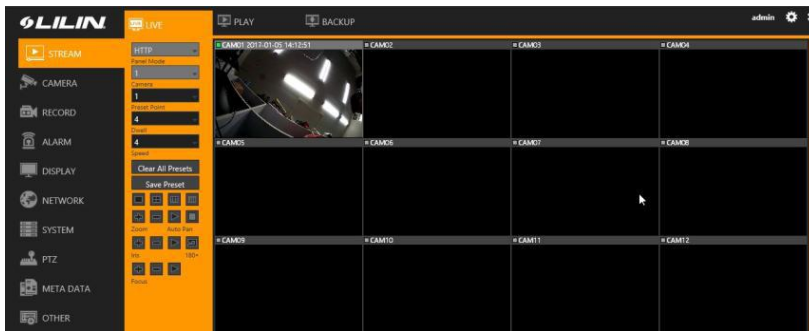 LILIN
LIVE
PLAY
BACKUP
admin
STREAM
CAMERA
RECORD
ALARM
DISPLAY
NETWORK
SYSTEM
PTZ
META DATA
OTHER
HTTP
Panel Mode
1
Camera
1
Preset Point
4
Dwell
4
Speed
Clear All Presets
Save Preset
Zoom Auto Pan
Iris 180+
Focus
CAM01 2017-01-05 14:12:51 CAM02 CAM03 CAM04
CAM05 CAM06 CAM07 CAM08
CAM09 CAM10 CAM11 CAM12